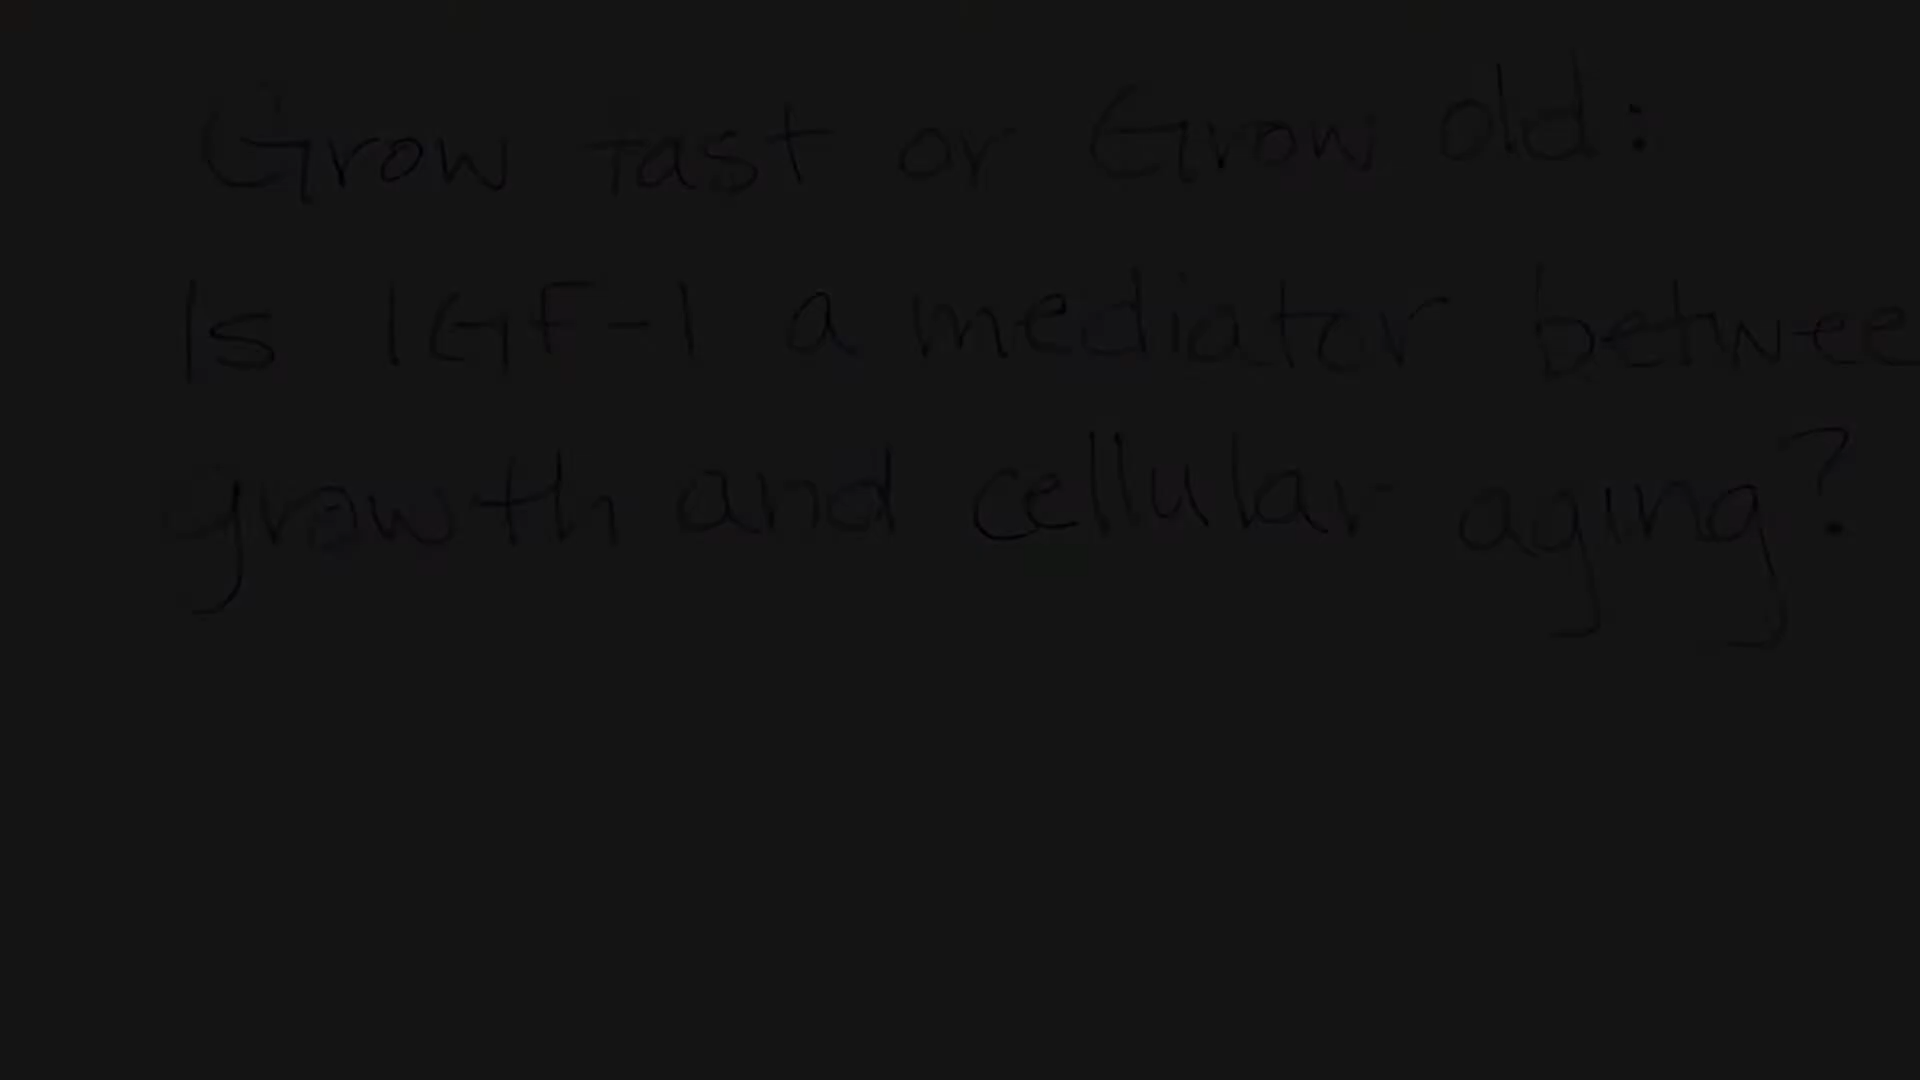 Grow fast or Grow old:
Is IGF-1 a mediator betwee
growth and cellular aging?